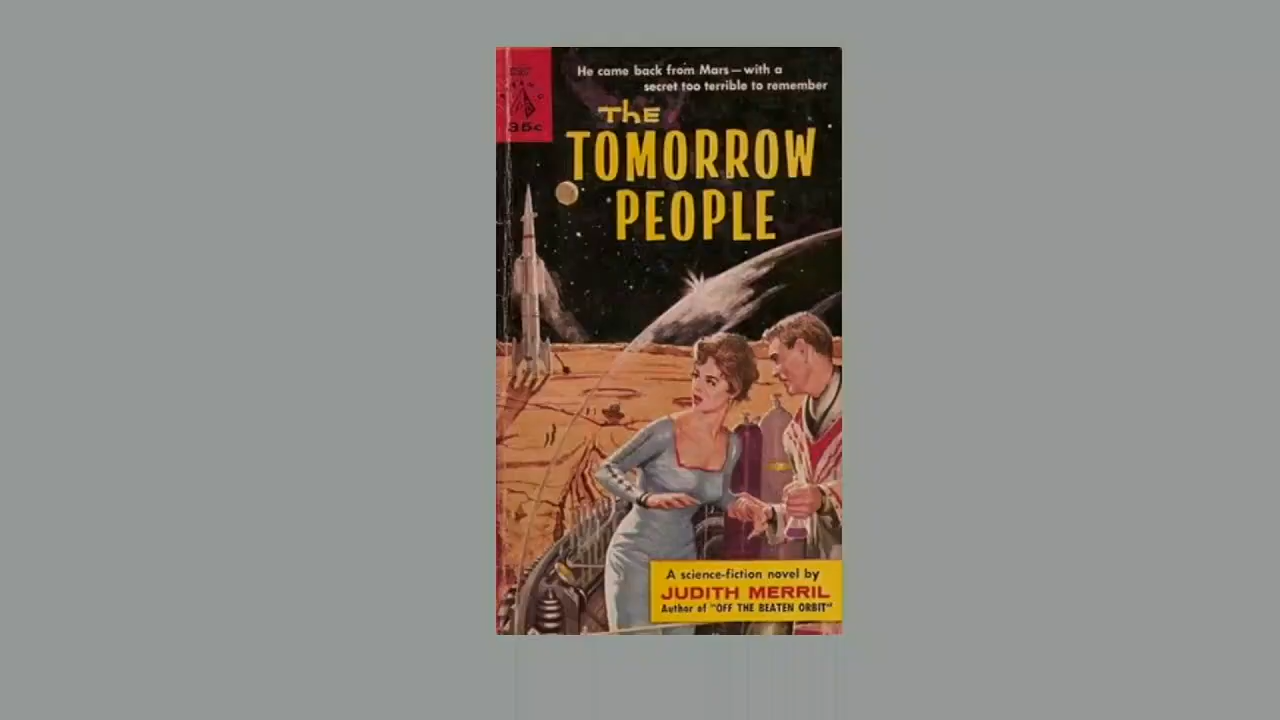 He came back from Mars—with a
secret too terrible to remember
35c
The
TOMORROW
PEOPLE
A science-fiction novel by
JUDITH MERRIL
Author of "OFF THE BEATEN ORBIT"